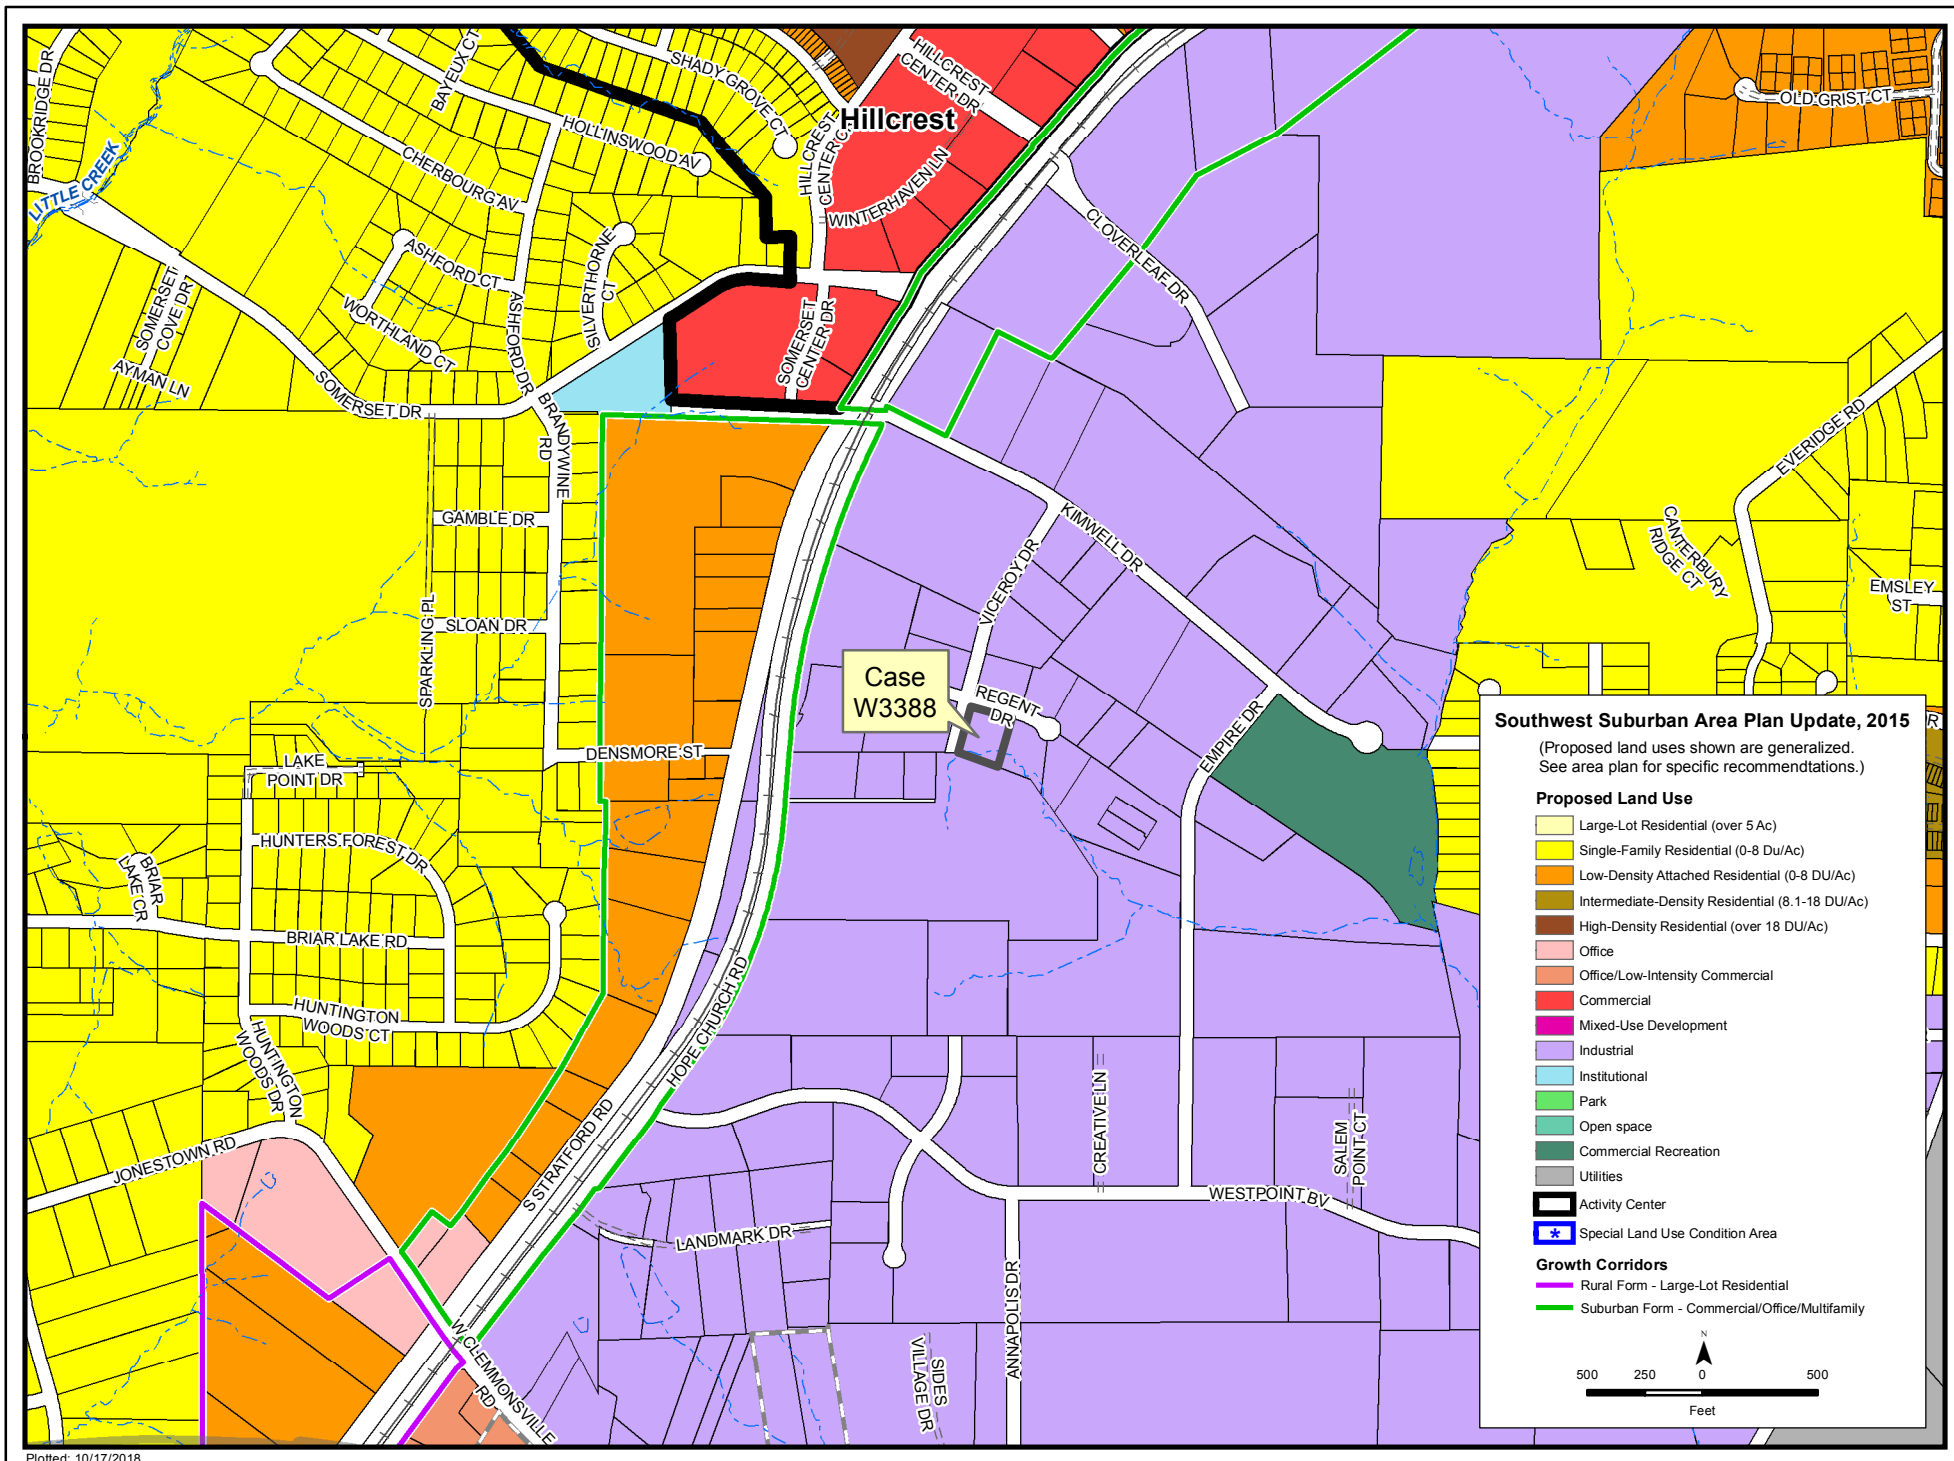 BROOKRIDGE DR
BAYEUX CT
SHADY GROVE CT
HILLCREST
CENTER DR
Hillcrest
OLD GRIST CT
HOLLINSWOOD AV
CHERBOURG AV
LITTLE CREEK
HILLCREST
CENTER C
WINTERHAVEN LN
CLOVERLEAF DR
SOMERSET
COVE DR
ASHFORD CT
ASHFORD DR
SILVERTHORNE
CT
WORTHLAND CT
AYMAN LN
SOMERSET DR
SOMERSET
CENTER DR
BRANDYWINE
RD
EVERIDGE RD
GAMBLE DR
KIMWELL DR
CANTERBURY
RIDGE CT
VICEROY DR
EMSLEY
ST
SPARKLING PL
SLOAN DR
Case
W3388
REGENT
DR
EMPIRE DR
DENSMORE ST
LAKE
POINT DR
HUNTERS FOREST DR
BRIAR
LAKE CR
BRIAR LAKE RD
HUNTINGTON
WOODS CT
HUNTINGTON
WOODS DR
HOPE CHURCH RD
JONESTOWN RD
S STRATFORD RD
CREATIVE LN
SALEM
POINT CT
WESTPOINT BV
LANDMARK DR
ANNAPOLIS DR
SIDES
VILLAGE DR
W CLEMMONSVILLE
RD
Southwest Suburban Area Plan Update, 2015
(Proposed land uses shown are generalized.
See area plan for specific recommendtations.)
Proposed Land Use
Large-Lot Residential (over 5 Ac)
Single-Family Residential (0-8 Du/Ac)
Low-Density Attached Residential (0-8 DU/Ac)
Intermediate-Density Residential (8.1-18 DU/Ac)
High-Density Residential (over 18 DU/Ac)
Office
Office/Low-Intensity Commercial
Commercial
Mixed-Use Development
Industrial
Institutional
Park
Open space
Commercial Recreation
Utilities
Activity Center
* Special Land Use Condition Area
Growth Corridors
Rural Form - Large-Lot Residential
Suburban Form - Commercial/Office/Multifamily
N
500 250 0 500
Feet
Plotted: 10/17/2018